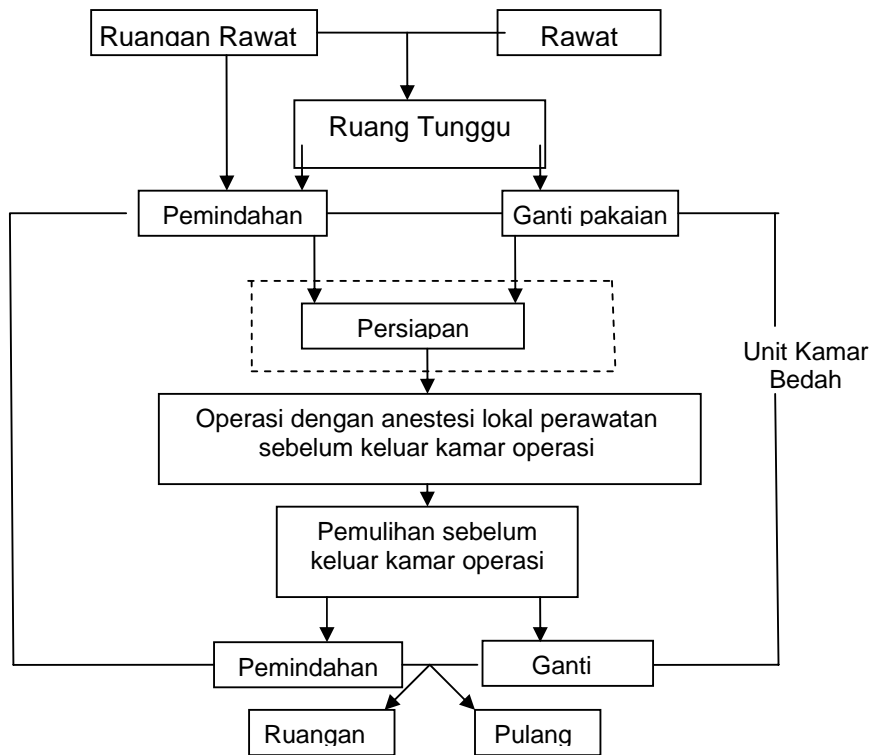 Ruangan Rawat
Rawat
Ruang Tunggu
Pemindahan
Ganti pakaian
Persiapan
Unit Kamar
Bedah
Operasi dengan anestesi lokal perawatan
sebelum keluar kamar operasi
Pemulihan sebelum
keluar kamar operasi
Pemindahan
Ganti
Ruangan
Pulang